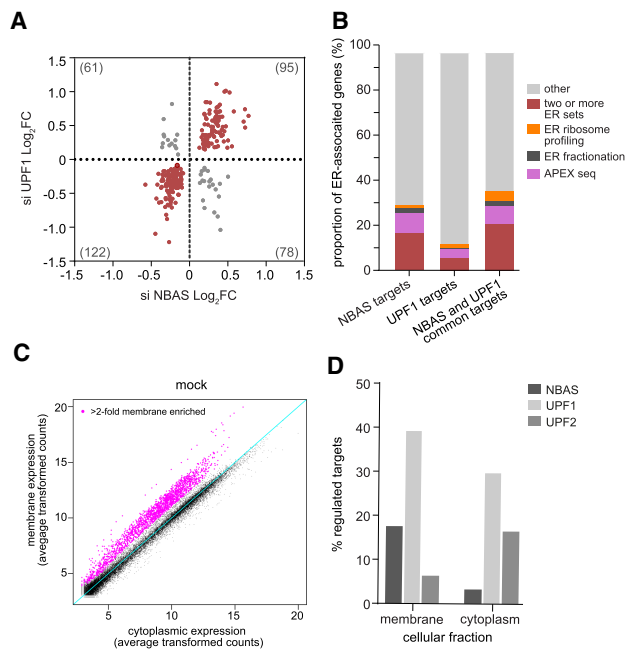 A
1.5
1.0
0.5
0
-0.5
-1.0
-1.5
si UPF1 Log2FC
(61)
(95)
(122)
(78)
-1.5
-1.0
-0.5
0
0.5
1.0
1.5
si NBAS Log2FC
B
100
80
60
40
20
0
proportion of ER-assocaited genes (%)
NBAS targets
UPF1 targets
NBAS and UPF1
common targets
other
two or more
ER sets
ER ribosome
profiling
ER fractionation
APEX seq
C
mock
>2-fold membrane enriched
20
15
10
5
membrane expression
(avegage transformed counts)
5
10
15
20
cytoplasmic expression
(average transformed counts)
D
50
40
30
20
10
0
% regulated targets
NBAS
UPF1
UPF2
membrane
cytoplasm
cellular fraction